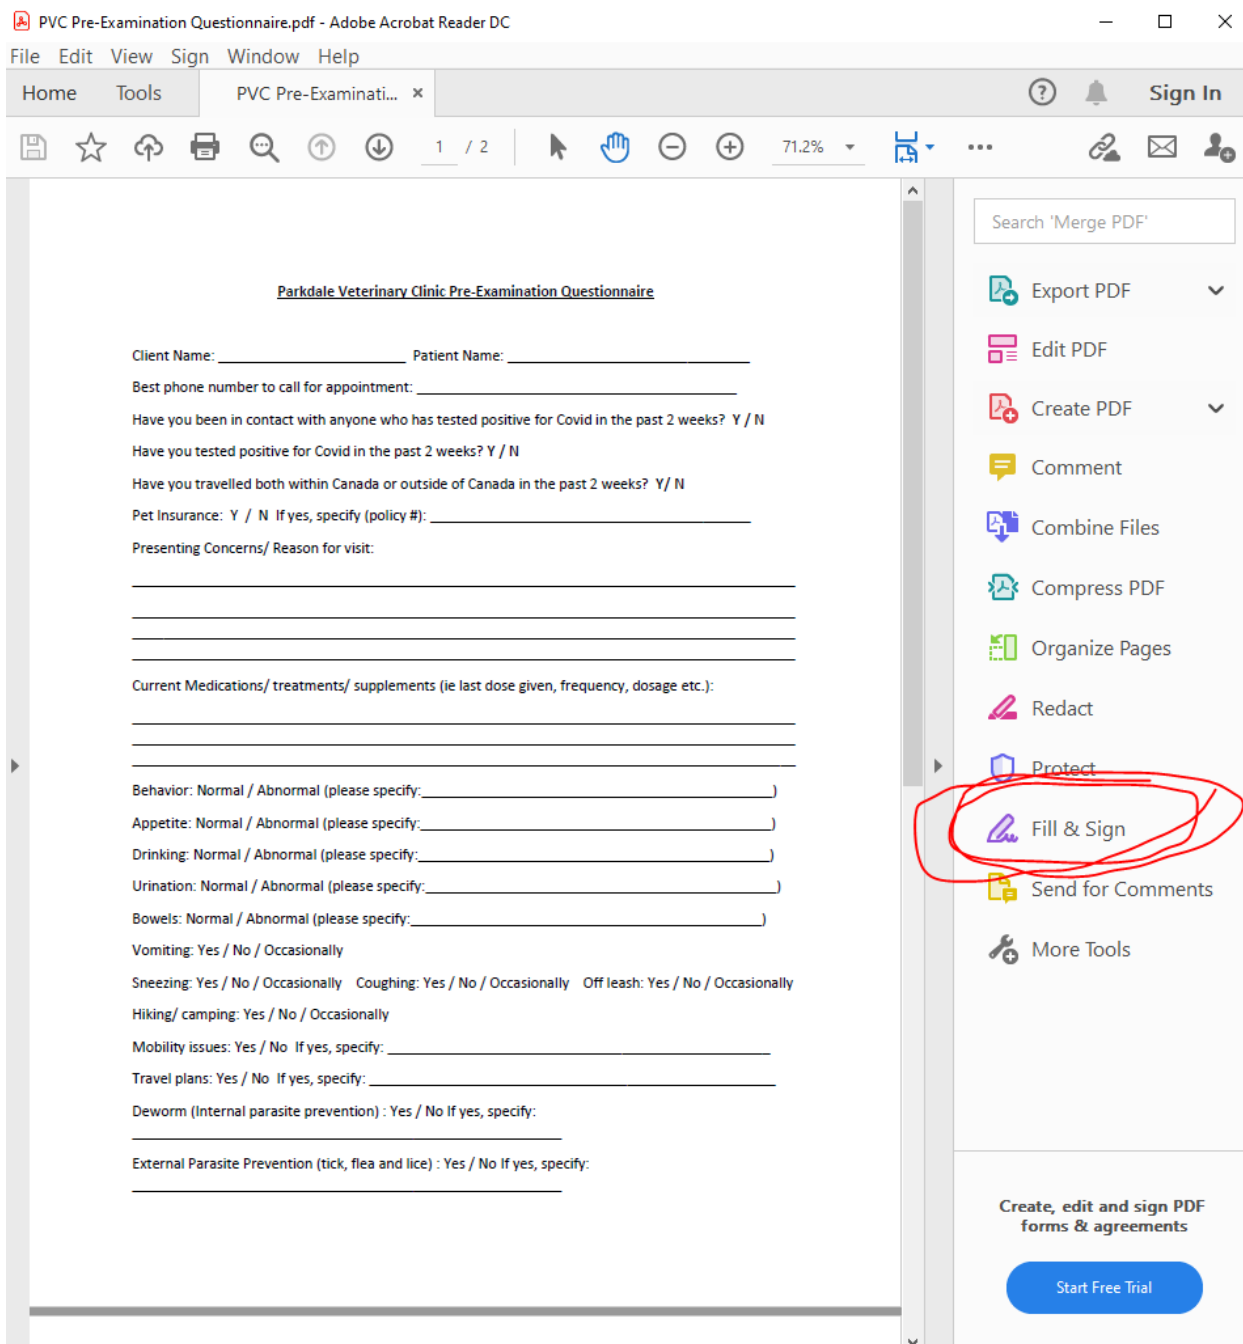 PVC Pre-Examination Questionnaire.pdf - Adobe Acrobat Reader DC
File Edit View Sign Window Help
Home Tools PVC Pre-Examinati... × Sign In
1 / 2 71.2%
Search 'Merge PDF'
Export PDF
Edit PDF
Create PDF
Comment
Combine Files
Compress PDF
Organize Pages
Redact
Protect
Fill & Sign
Send for Comments
More Tools
Create, edit and sign PDF
forms & agreements
Start Free Trial
Parkdale Veterinary Clinic Pre-Examination Questionnaire
Client Name: ____________________ Patient Name: ____________________
Best phone number to call for appointment: ____________________
Have you been in contact with anyone who has tested positive for Covid in the past 2 weeks? Y / N
Have you tested positive for Covid in the past 2 weeks? Y / N
Have you travelled both within Canada or outside of Canada in the past 2 weeks? Y/ N
Pet Insurance: Y / N If yes, specify (policy #): ____________________
Presenting Concerns/ Reason for visit:
Current Medications/ treatments/ supplements (ie last dose given, frequency, dosage etc.):
Behavior: Normal / Abnormal (please specify:____________________)
Appetite: Normal / Abnormal (please specify:____________________)
Drinking: Normal / Abnormal (please specify:____________________)
Urination: Normal / Abnormal (please specify:____________________)
Bowels: Normal / Abnormal (please specify:____________________)
Vomiting: Yes / No / Occasionally
Sneezing: Yes / No / Occasionally Coughing: Yes / No / Occasionally Off leash: Yes / No / Occasionally
Hiking/ camping: Yes / No / Occasionally
Mobility issues: Yes / No If yes, specify: ____________________
Travel plans: Yes / No If yes, specify: ____________________
Deworm (Internal parasite prevention) : Yes / No If yes, specify:
External Parasite Prevention (tick, flea and lice) : Yes / No If yes, specify: